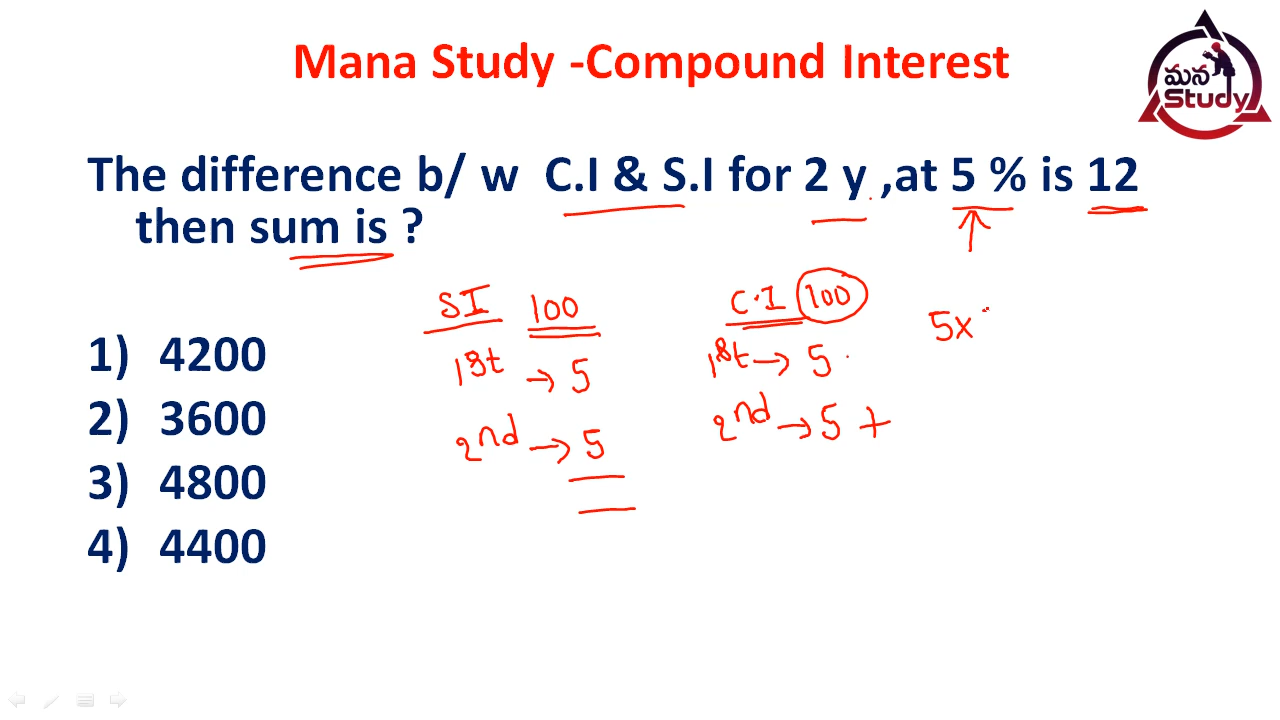 Mana Study -Compound Interest
మన
Study
The difference b/ w C.I & S.I for 2 y ,at 5 % is 12
then sum is ?
SI 100
C.I 100
1st → 5
1st → 5
5x
2nd → 5
2nd → 5 +
1) 4200
2) 3600
3) 4800
4) 4400